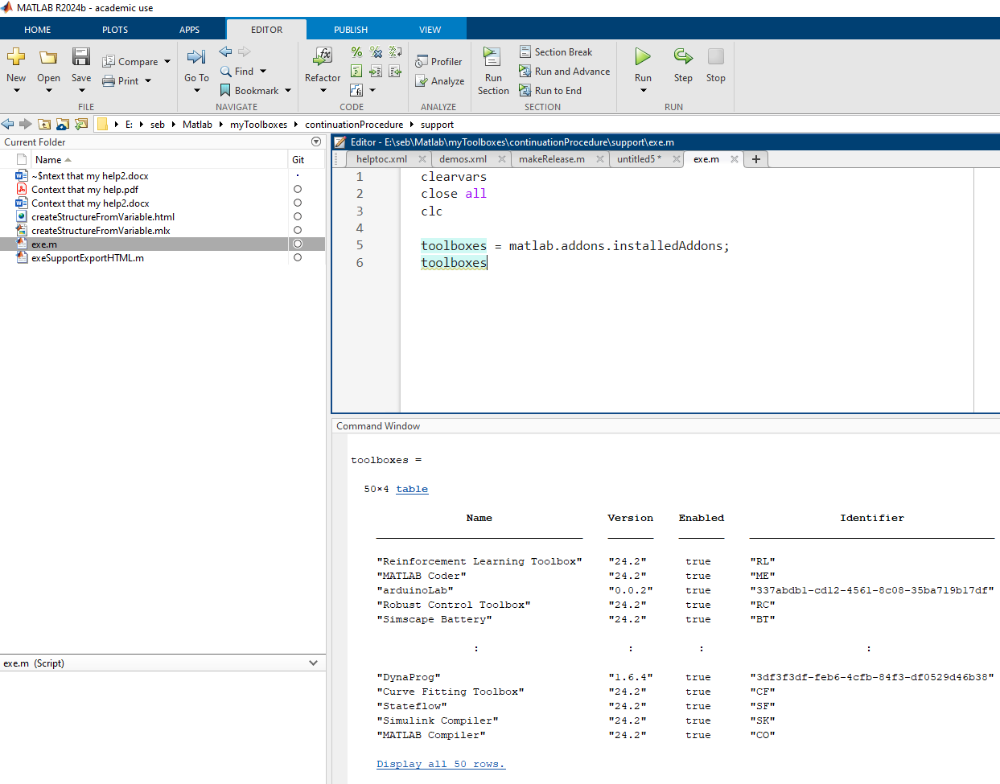 MATLAB R2024b - academic use
HOME PLOTS APPS EDITOR PUBLISH VIEW
New Open Save Compare Print
FILE
Go To Find Bookmark
NAVIGATE
Refactor
CODE
Profiler
Analyze
ANALYZE
Run Section
Section Break
Run and Advance
Run to End
SECTION
Run Step Stop
RUN
E: seb Matlab myToolboxes continuationProcedure support
Current Folder
Name Git
~$ntext that my help2.docx
Context that my help.pdf
Context that my help2.docx
createStructureFromVariable.html
createStructureFromVariable.mlx
exe.m
exeSupportExportHTML.m
exe.m (Script)
Editor - E:\seb\Matlab\myToolboxes\continuationProcedure\support\exe.m
helptoc.xml demos.xml makeRelease.m untitled5 * exe.m
1 clearvars
2 close all
3 clc
4
5 toolboxes = matlab.addons.installedAddons;
6 toolboxes
Command Window
toolboxes =
50×4 table
Name Version Enabled Identifier
"Reinforcement Learning Toolbox" "24.2" true "RL"
"MATLAB Coder" "24.2" true "ME"
"arduinoLab" "0.0.2" true "337abdb1-cd12-4561-8c08-35ba719b17df"
"Robust Control Toolbox" "24.2" true "RC"
"Simscape Battery" "24.2" true "BT"
: : : :
"DynaProg" "1.6.4" true "3df3f3df-feb6-4cfb-84f3-df0529d46b38"
"Curve Fitting Toolbox" "24.2" true "CF"
"Stateflow" "24.2" true "SF"
"Simulink Compiler" "24.2" true "SK"
"MATLAB Compiler" "24.2" true "CO"
Display all 50 rows.